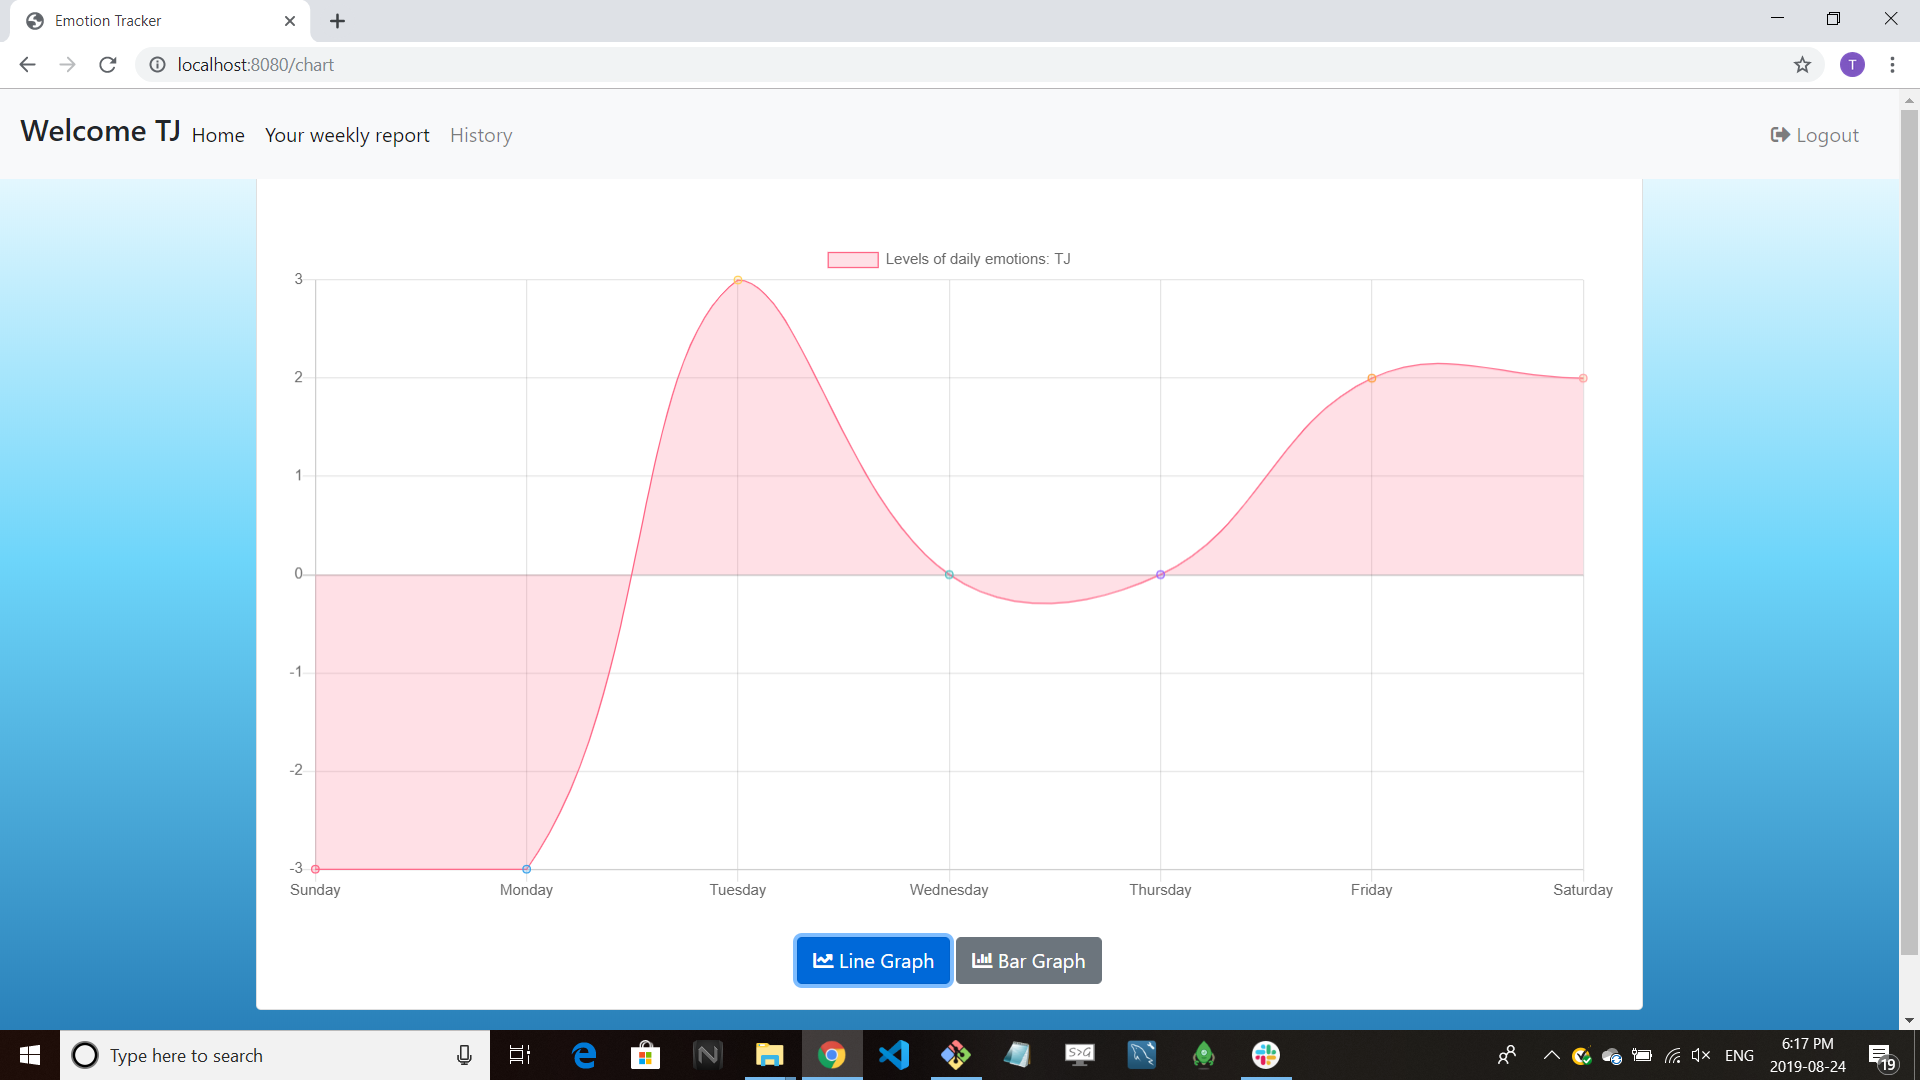 Emotion Tracker
localhost:8080/chart
T
Welcome TJ Home Your weekly report History Logout
Levels of daily emotions: TJ
3
2
1
0
-1
-2
-3
Sunday Monday Tuesday Wednesday Thursday Friday Saturday
Line Graph Bar Graph
Type here to search
N
S>G
ENG
6:17 PM
2019-08-24
19